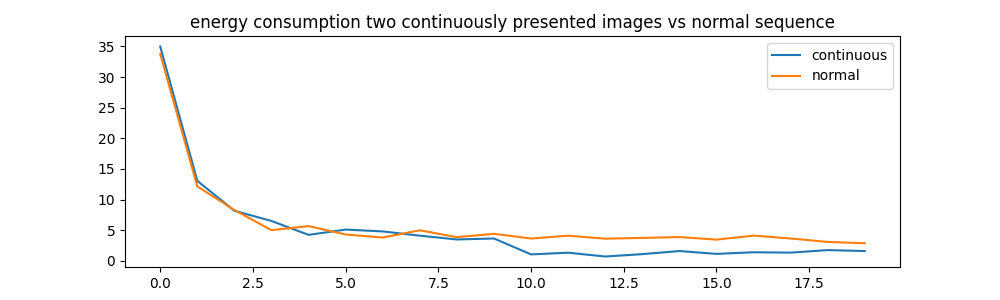 energy consumption two continuously presented images vs normal sequence
35
30
25
20
15
10
5
0
continuous
normal
0.0 2.5 5.0 7.5 10.0 12.5 15.0 17.5